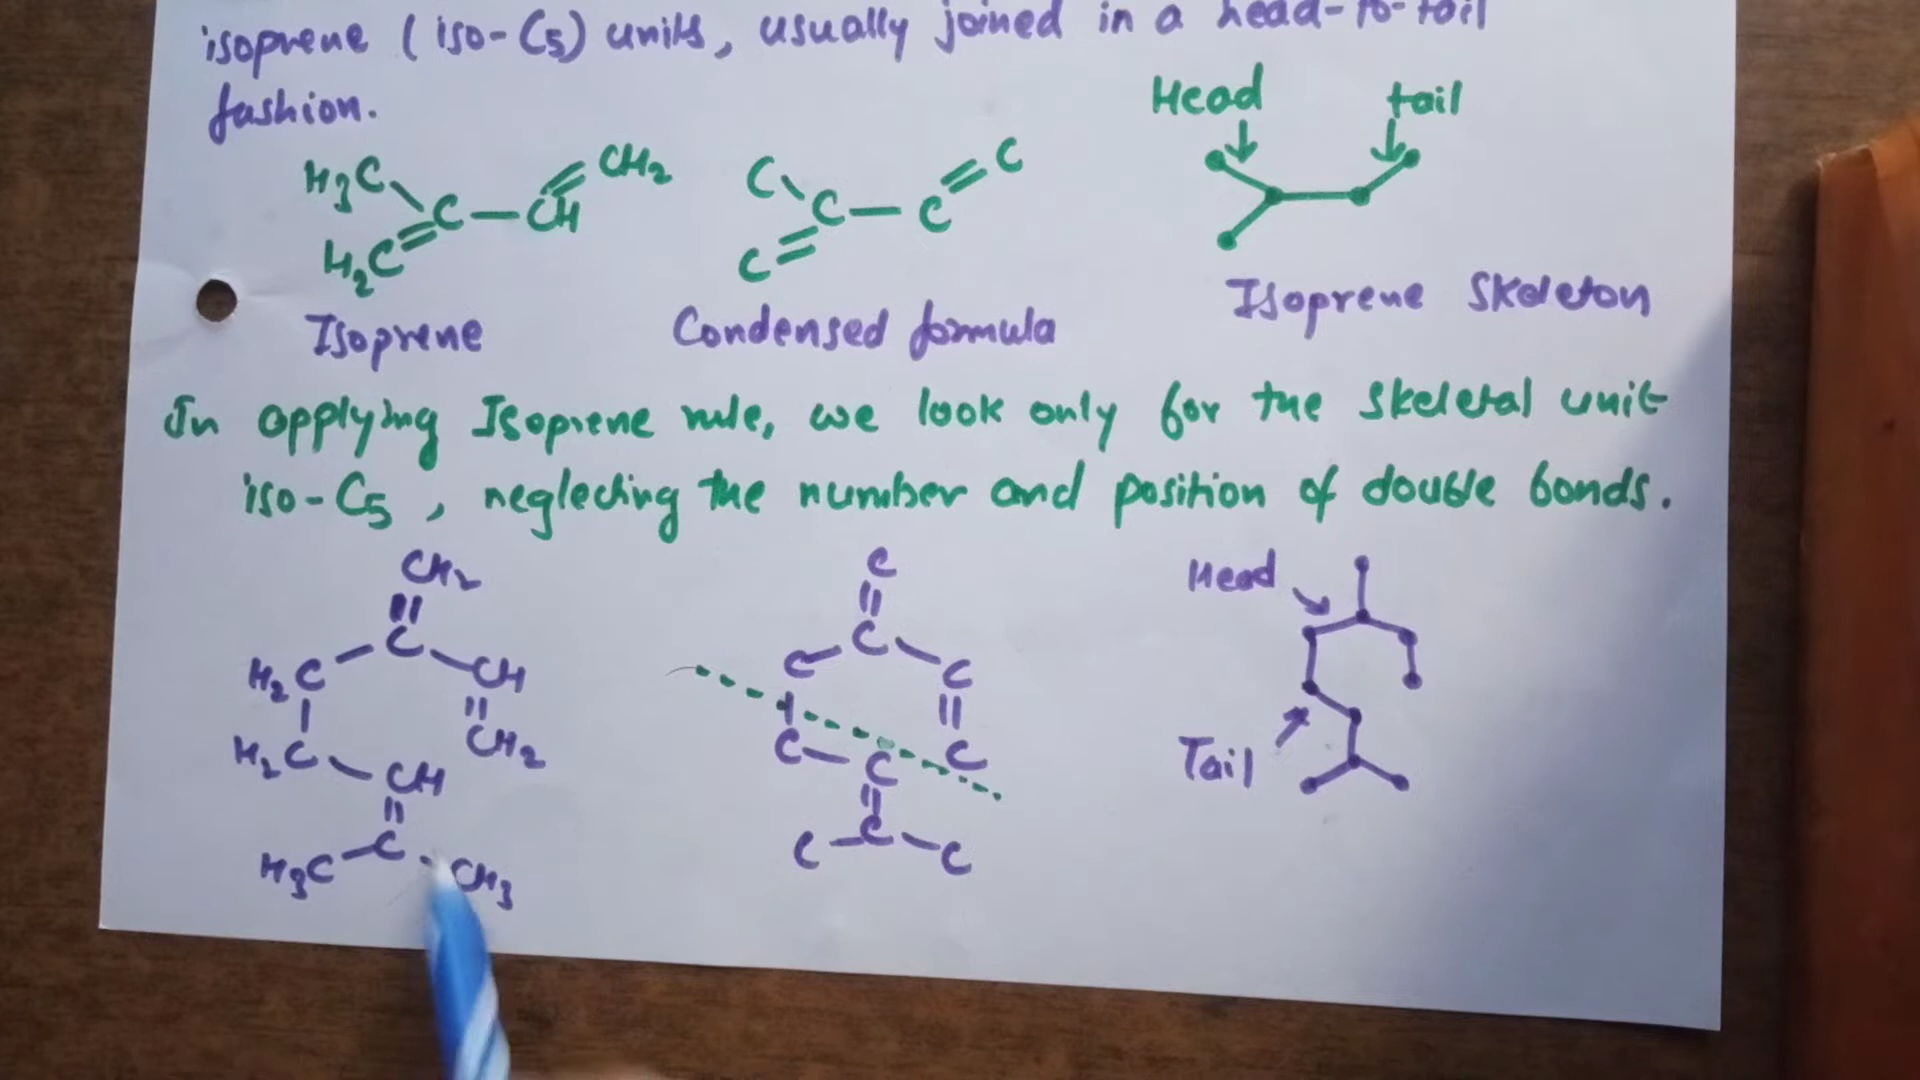 isoprene (iso-C5) units, usually joined in a head-to-tail
fashion.
Head tail
H3C C CH CH2
H2C
C C C C
C
Isoprene Condensed formula Isoprene Skeleton
In applying Isoprene rule, we look only for the skeletal unit
iso-C5, neglecting the number and position of double bonds.
CH2
C
H2C CH
H2C CH2
CH
C
H3C CH3
C
C
C C
C C C
C
C C
Head
Tail